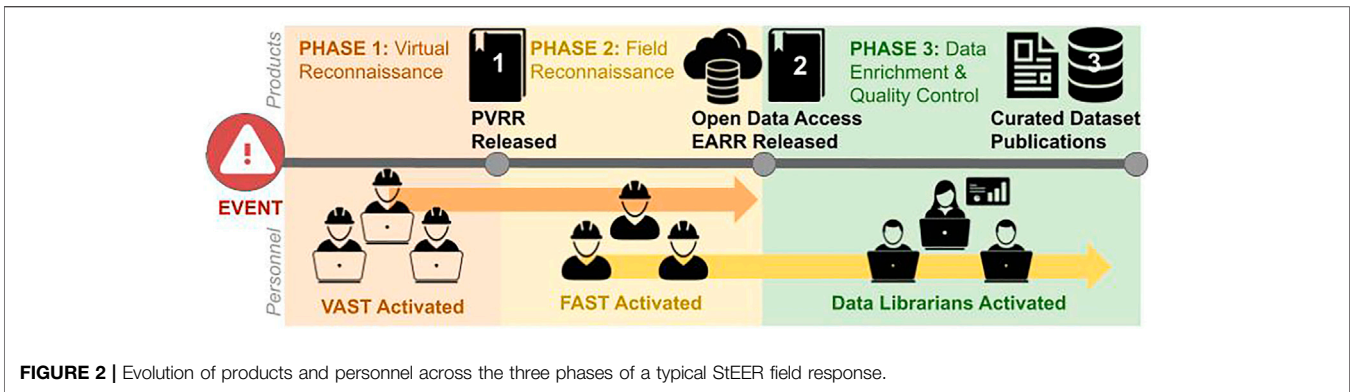 Products
PHASE 1: Virtual
Reconnaissance
1
PVRR
Released
PHASE 2: Field
Reconnaissance
2
Open Data Access
EARR Released
PHASE 3: Data
Enrichment &
Quality Control
3
Curated Dataset
Publications
EVENT
Personnel
VAST Activated
FAST Activated
Data Librarians Activated
FIGURE 2 | Evolution of products and personnel across the three phases of a typical StEER field response.